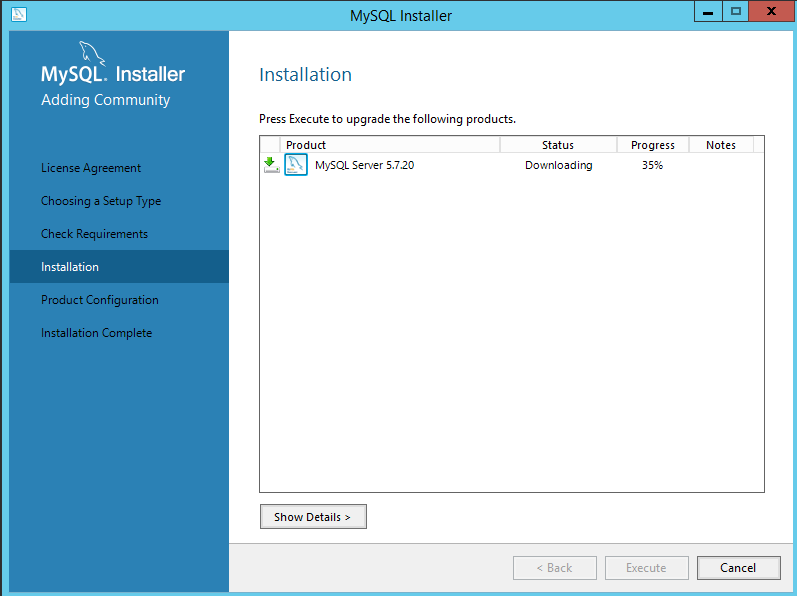 MySQL Installer
MySQL. Installer
Adding Community
License Agreement
Choosing a Setup Type
Check Requirements
Installation
Product Configuration
Installation Complete
Installation
Press Execute to upgrade the following products.
Product Status Progress Notes
MySQL Server 5.7.20 Downloading 35%
Show Details >
< Back Execute Cancel